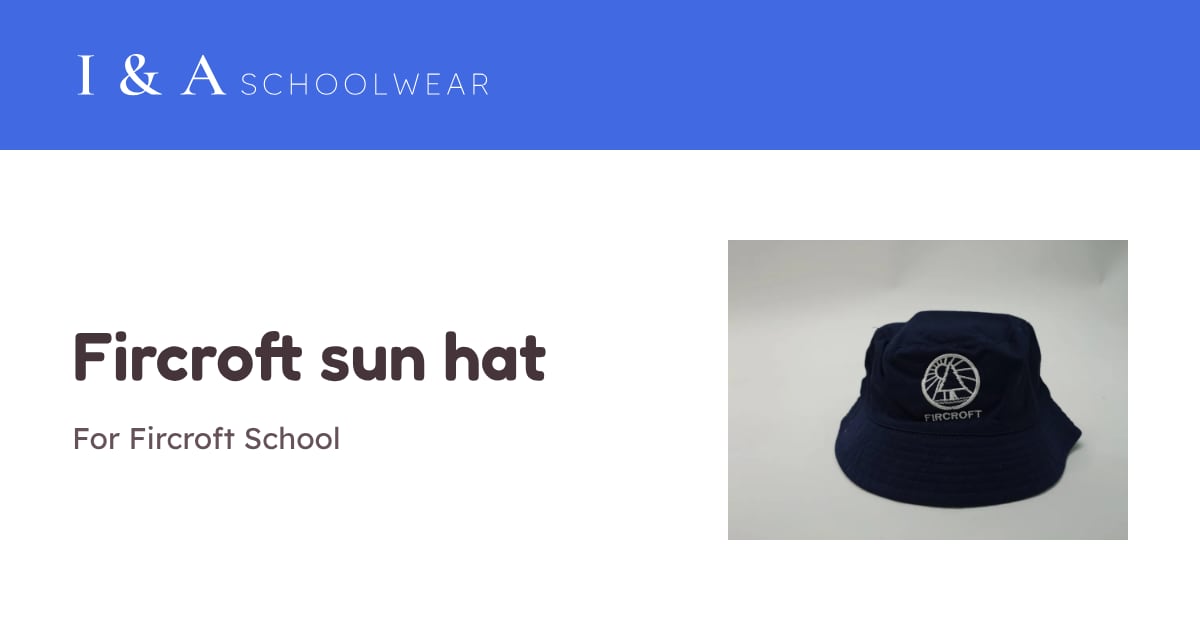 I & A SCHOOLWEAR
Fircroft sun hat
For Fircroft School
FIRCROFT